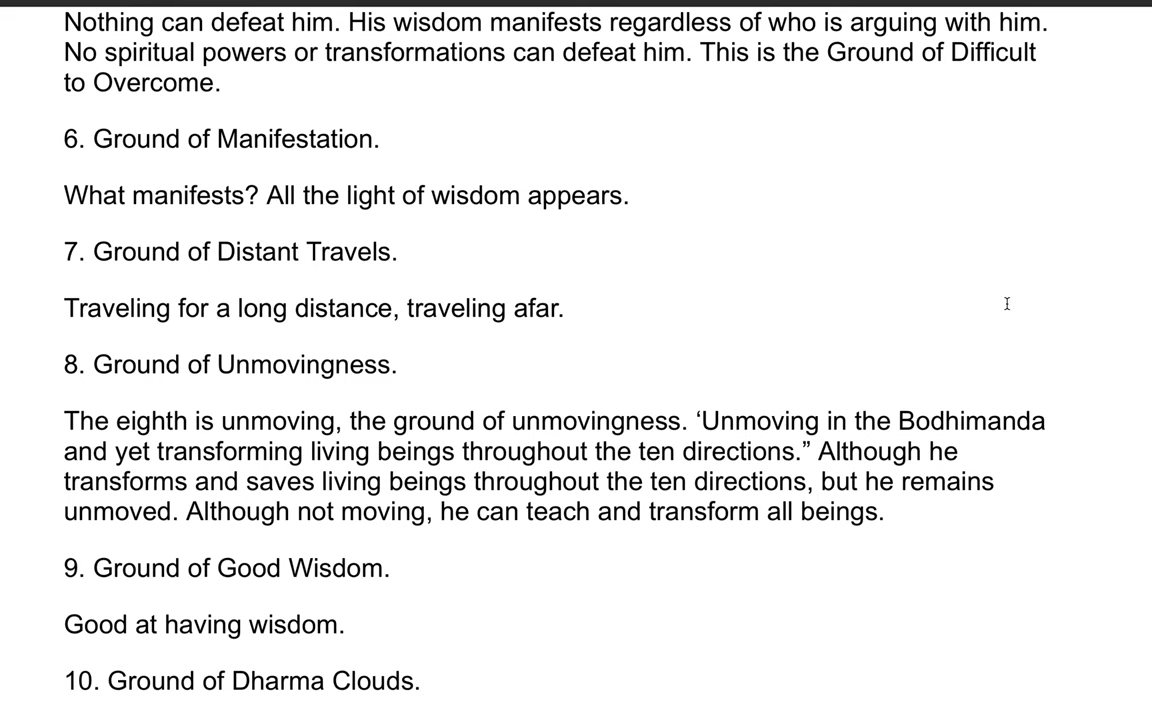 Nothing can defeat him. His wisdom manifests regardless of who is arguing with him.
No spiritual powers or transformations can defeat him. This is the Ground of Difficult
to Overcome.
6. Ground of Manifestation.
What manifests? All the light of wisdom appears.
7. Ground of Distant Travels.
Traveling for a long distance, traveling afar.
8. Ground of Unmovingness.
The eighth is unmoving, the ground of unmovingness. ‘Unmoving in the Bodhimanda
and yet transforming living beings throughout the ten directions.” Although he
transforms and saves living beings throughout the ten directions, but he remains
unmoved. Although not moving, he can teach and transform all beings.
9. Ground of Good Wisdom.
Good at having wisdom.
10. Ground of Dharma Clouds.